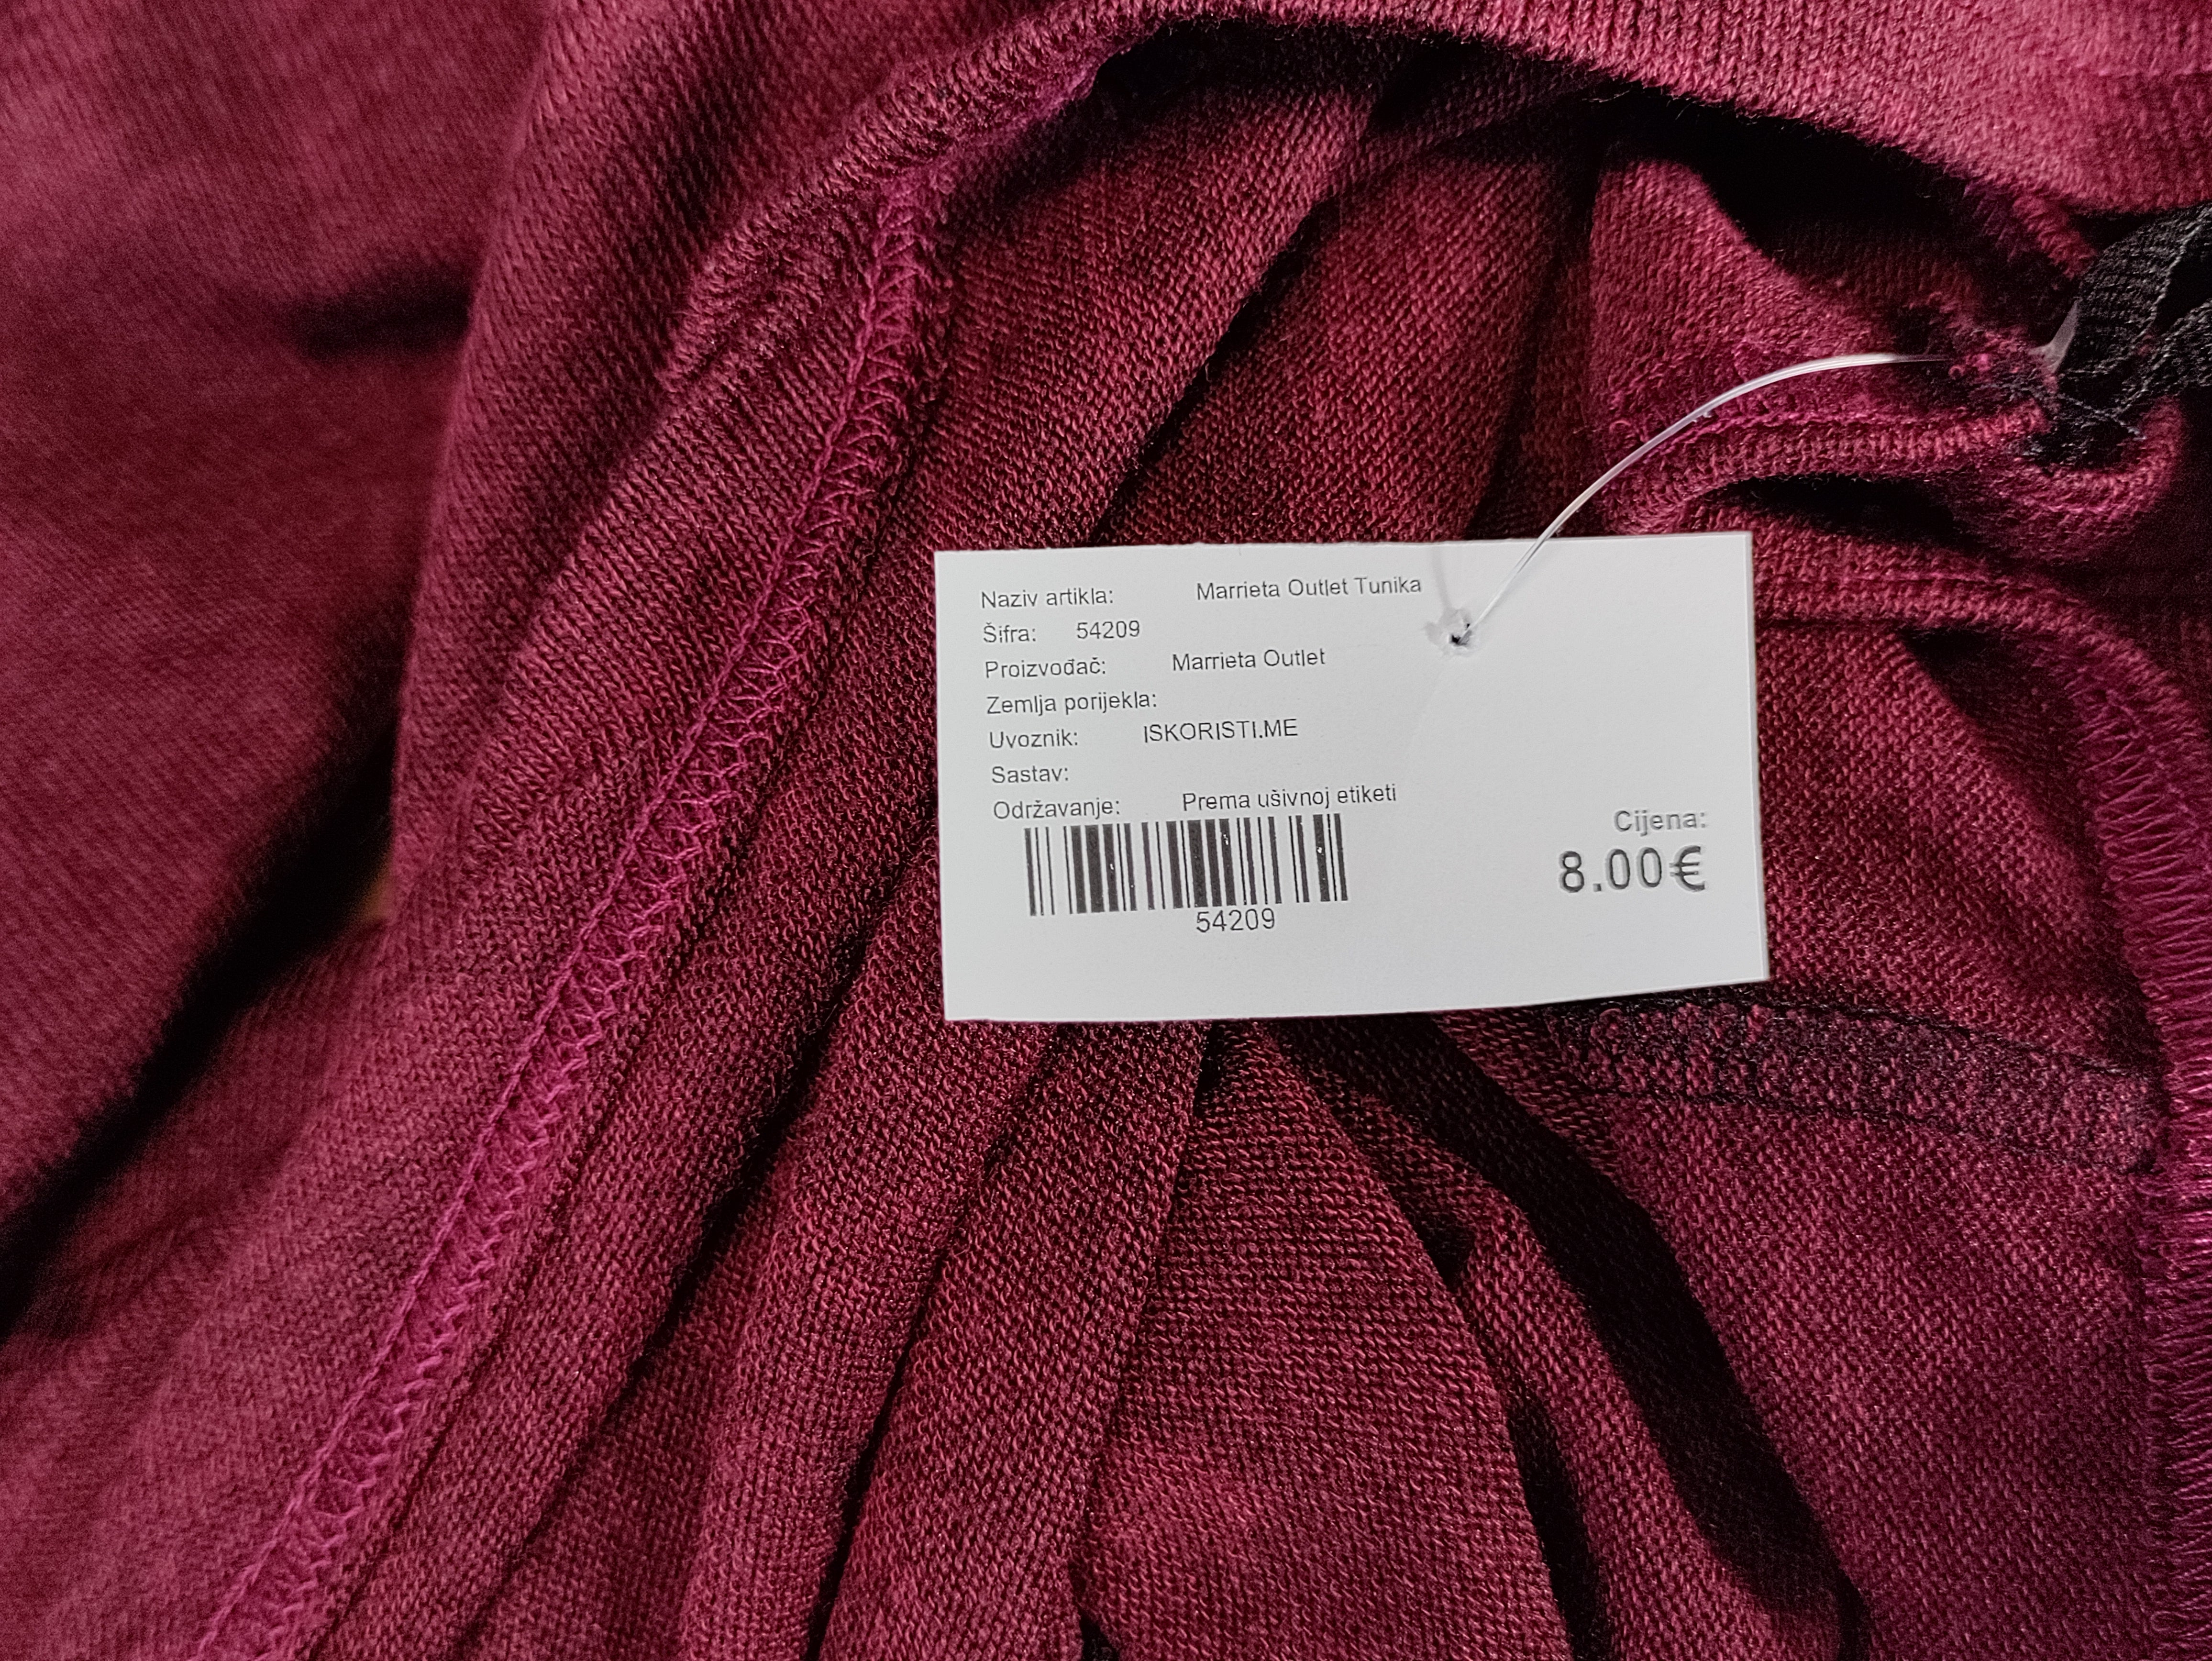 Naziv artikla: Marrieta Outlet Tunika
Šifra: 54209
Proizvođač: Marrieta Outlet
Zemlja porijekla:
Uvoznik: ISKORISTI.ME
Sastav:
Održavanje: Prema ušivnoj etiketi
54209
Cijena:
8.00€